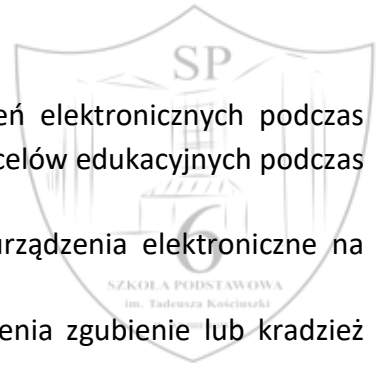 SP
eń elektronicznych podczas
celów edukacyjnych podczas
urządzenia elektroniczne na
6
SZKOŁA PODSTAWOWA
im. Tadeusza Kościuszki
enia zgubienie lub kradzież